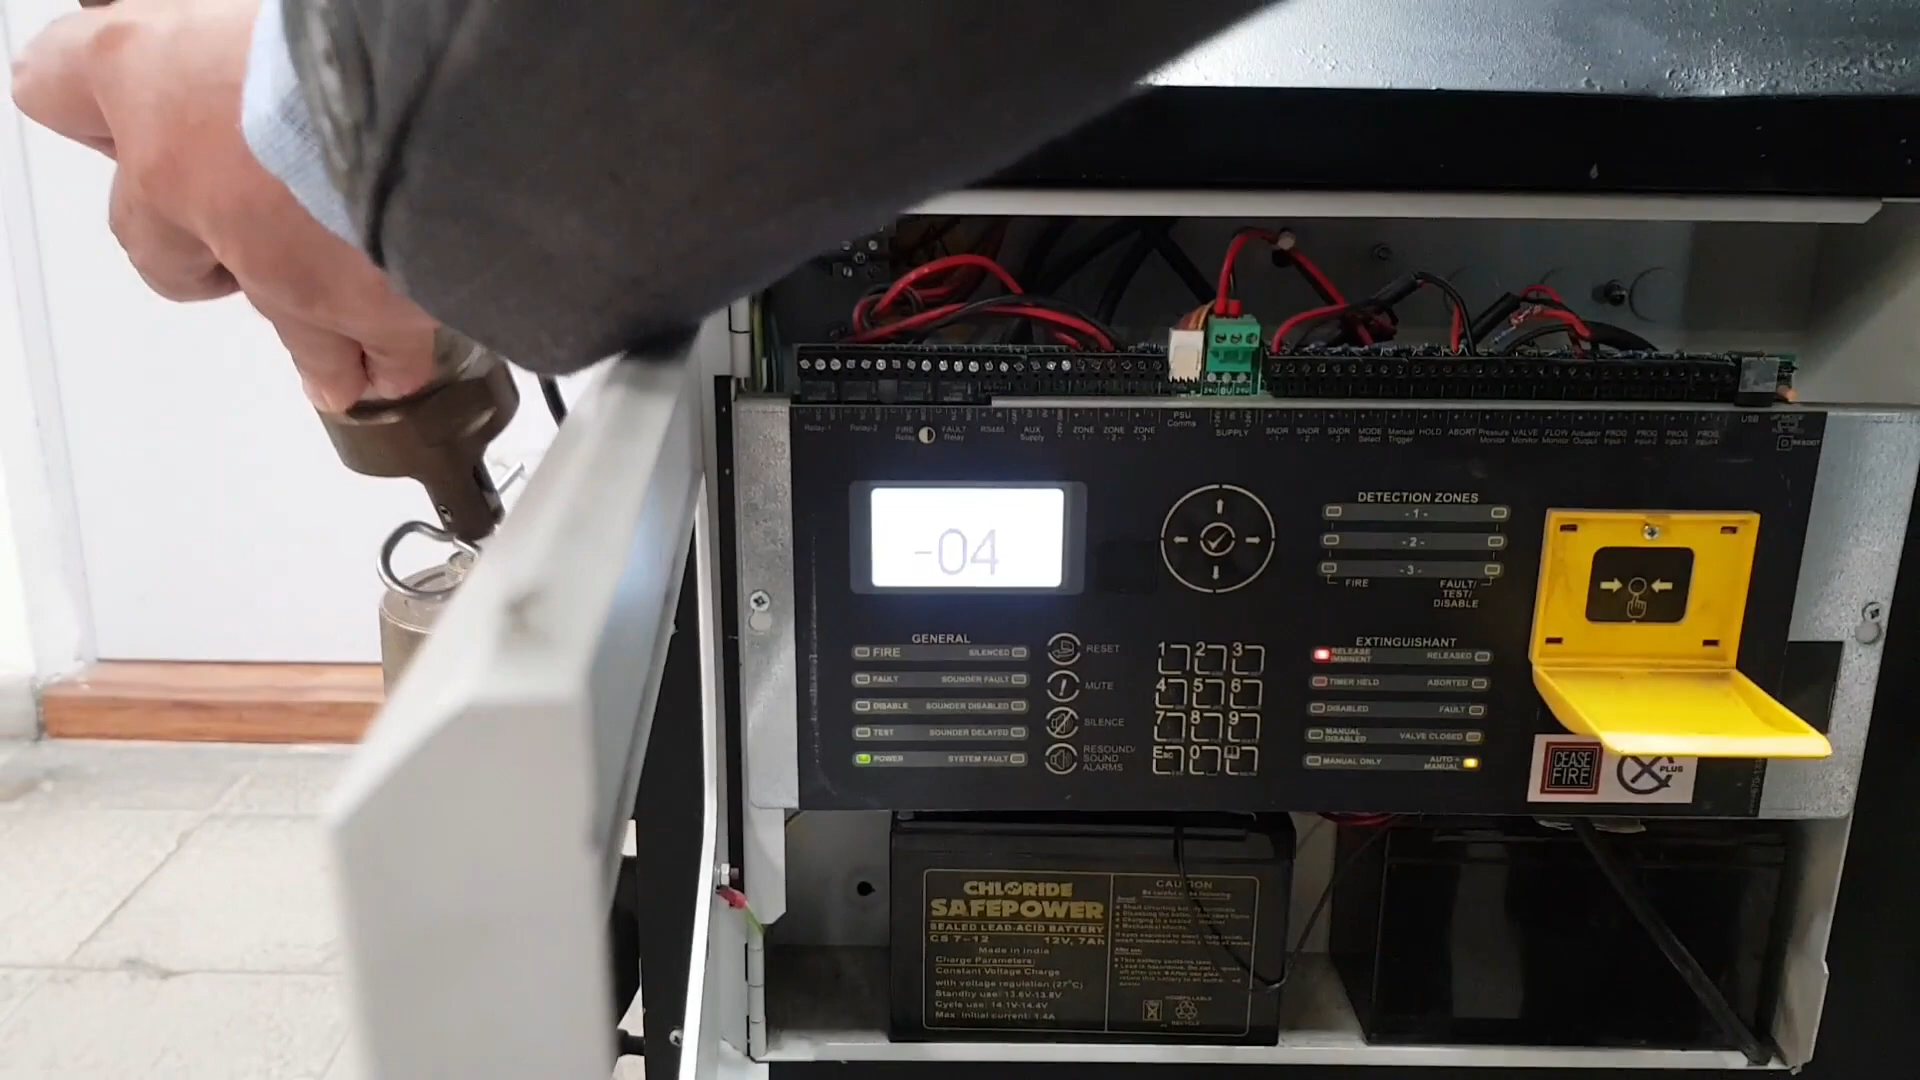 Relay-1
Relay-2
FIRE
Relay
FAULT
Relay
RS485
AUX
Supply
ZONE
- 1 -
ZONE
- 2 -
ZONE
- 3 -
PSU
Comms
24V 0V 24V
SUPPLY
SNDR
- 1 -
SNDR
- 2 -
SNDR
- 3 -
MODE
Select
Manual
Trigger
HOLD
ABORT
Pressure
Monitor
VALVE
Monitor
FLOW
Monitor
Actuator
Output
PROG
Input-1
PROG
Input-2
PROG
Input-3
PROG
Input-4
USB
REBOOT
-04
DETECTION ZONES
- 1 -
- 2 -
- 3 -
FIRE
FAULT/
TEST/
DISABLE
GENERAL
FIRE
SILENCED
FAULT
SOUNDER FAULT
DISABLE
SOUNDER DISABLED
TEST
SOUNDER DELAYED
POWER
SYSTEM FAULT
RESET
MUTE
SILENCE
RESOUND/
SOUND
ALARMS
1 2 3
4 5 6
7 8 9
Esc 0
EXTINGUISHANT
RELEASE
IMMINENT
RELEASED
TIMER HELD
ABORTED
DISABLED
FAULT
MANUAL
DISABLED
VALVE CLOSED
MANUAL ONLY
AUTO +
MANUAL
CEASE
FIRE
PLUS
CHLORIDE
SAFEPOWER
SEALED LEAD-ACID BATTERY
CS 7-12 12V, 7Ah
Made in India
Charge Parameters:
Constant Voltage Charge
with voltage regulation (27°C)
Standby use: 13.6V-13.8V
Cycle use: 14.1V-14.4V
Max. initial current: 1.4A
CAUTION
RECYCLE